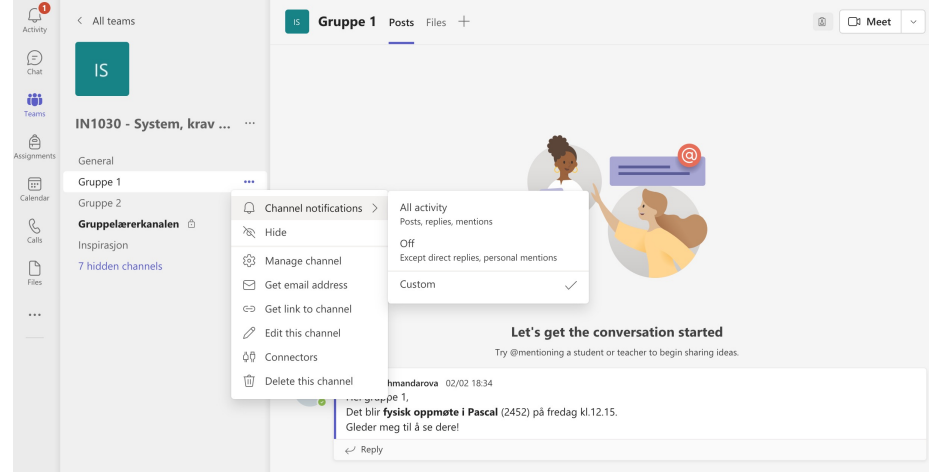 1
Activity
Chat
Teams
Assignments
Calendar
Calls
Files
All teams
IS
IN1030 - System, krav ...
General
Gruppe 1
Gruppe 2
Gruppelærerkanalen
Inspirasjon
7 hidden channels
IS Gruppe 1 Posts Files
Meet
Channel notifications
Hide
Manage channel
Get email address
Get link to channel
Edit this channel
Connectors
Delete this channel
All activity
Posts, replies, mentions
Off
Except direct replies, personal mentions
Custom
@
Let's get the conversation started
Try @mentioning a student or teacher to begin sharing ideas.
hmandarova 02/02 18:34
Hei gruppe 1,
Det blir fysisk oppmøte i Pascal (2452) på fredag kl.12.15.
Gleder meg til å se dere!
Reply